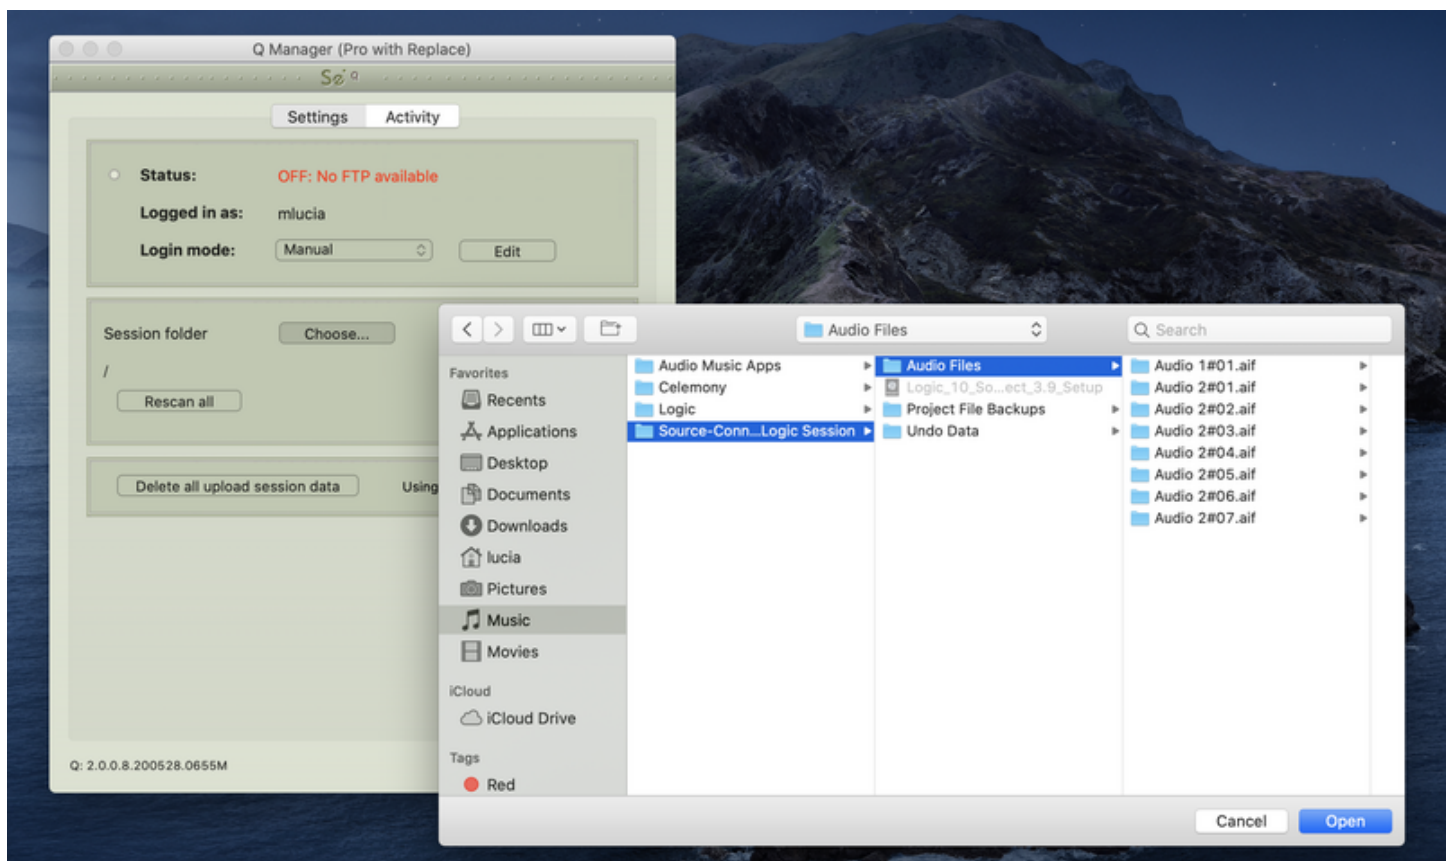 Q Manager (Pro with Replace)
Settings Activity
Status: OFF: No FTP available
Logged in as: mlucia
Login mode: Manual Edit
Session folder Choose...
/
Rescan all
Delete all upload session data Using
Q: 2.0.0.8.200528.0655M
Audio Files
Search
Favorites
Recents
Applications
Desktop
Documents
Downloads
lucia
Pictures
Music
Movies
iCloud
iCloud Drive
Tags
Red
Audio Music Apps
Celemony
Logic
Source-Conn...Logic Session
Audio Files
Logic_10_So...ect_3.9_Setup
Project File Backups
Undo Data
Audio 1#01.aif
Audio 2#01.aif
Audio 2#02.aif
Audio 2#03.aif
Audio 2#04.aif
Audio 2#05.aif
Audio 2#06.aif
Audio 2#07.aif
Cancel Open